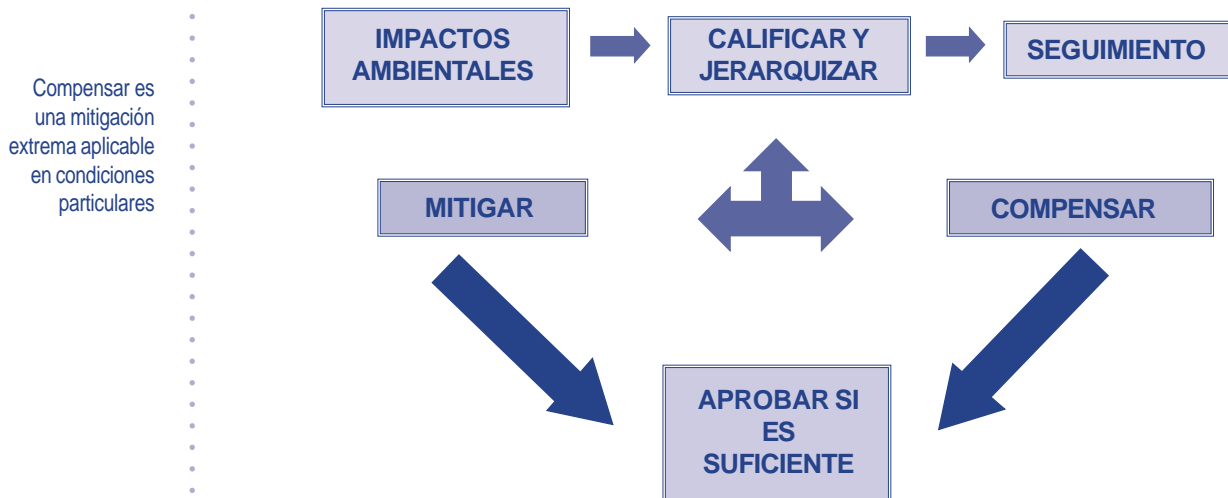 Compensar es
una mitigación
extrema aplicable
en condiciones
particulares
IMPACTOS
AMBIENTALES
CALIFICAR Y
JERARQUIZAR
SEGUIMIENTO
MITIGAR
COMPENSAR
APROBAR SI
ES
SUFICIENTE